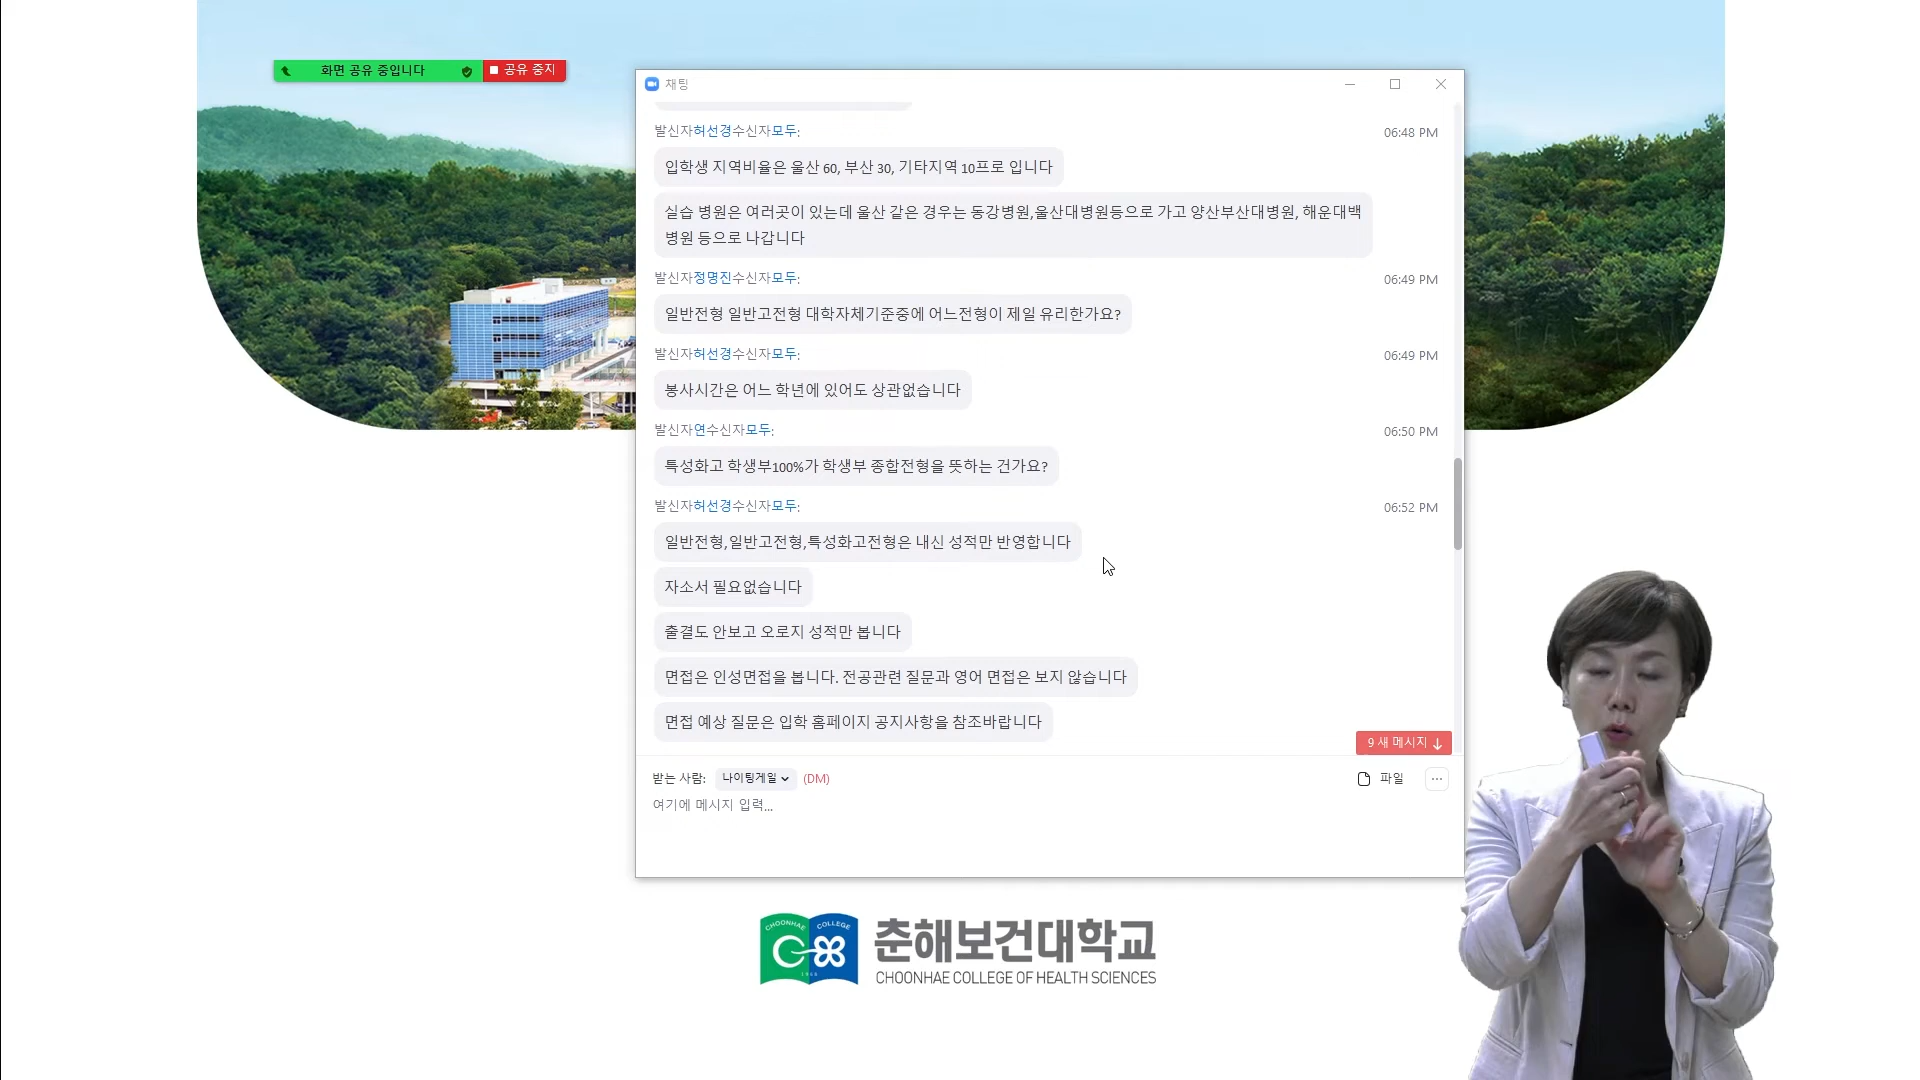 화면 공유 중입니다
공유 중지
채팅
발신자허선경수신자모두:
06:48 PM
입학생 지역비율은 울산 60, 부산 30, 기타지역 10프로 입니다
실습 병원은 여러곳이 있는데 울산 같은 경우는 동강병원,울산대병원등으로 가고 양산부산대병원, 해운대백
병원 등으로 나갑니다
발신자정명진수신자모두:
06:49 PM
일반전형 일반고전형 대학자체기준중에 어느전형이 제일 유리한가요?
발신자허선경수신자모두:
06:49 PM
봉사시간은 어느 학년에 있어도 상관없습니다
발신자연수신자모두:
06:50 PM
특성화고 학생부100%가 학생부 종합전형을 뜻하는 건가요?
발신자허선경수신자모두:
06:52 PM
일반전형,일반고전형,특성화고전형은 내신 성적만 반영합니다
자소서 필요없습니다
출결도 안보고 오로지 성적만 봅니다
면접은 인성면접을 봅니다. 전공관련 질문과 영어 면접은 보지 않습니다
면접 예상 질문은 입학 홈페이지 공지사항을 참조바랍니다
9 새 메시지 ↓
받는 사람: 나이팅게일 (DM)
파일
...
여기에 메시지 입력...
CHOONHAE COLLEGE
춘해보건대학교
CHOONHAE COLLEGE OF HEALTH SCIENCES